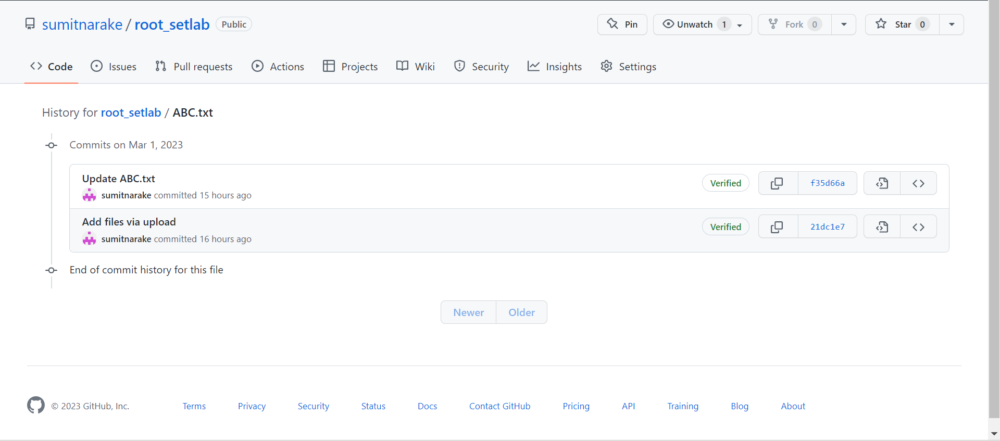 sumitnarake / root_setlab Public Pin Unwatch 1 Fork 0 Star 0
Code Issues Pull requests Actions Projects Wiki Security Insights Settings
History for root_setlab / ABC.txt
Commits on Mar 1, 2023
Update ABC.txt
sumitnarake committed 15 hours ago
Verified f35d66a
Add files via upload
sumitnarake committed 16 hours ago
Verified 21dc1e7
End of commit history for this file
Newer Older
© 2023 GitHub, Inc. Terms Privacy Security Status Docs Contact GitHub Pricing API Training Blog About